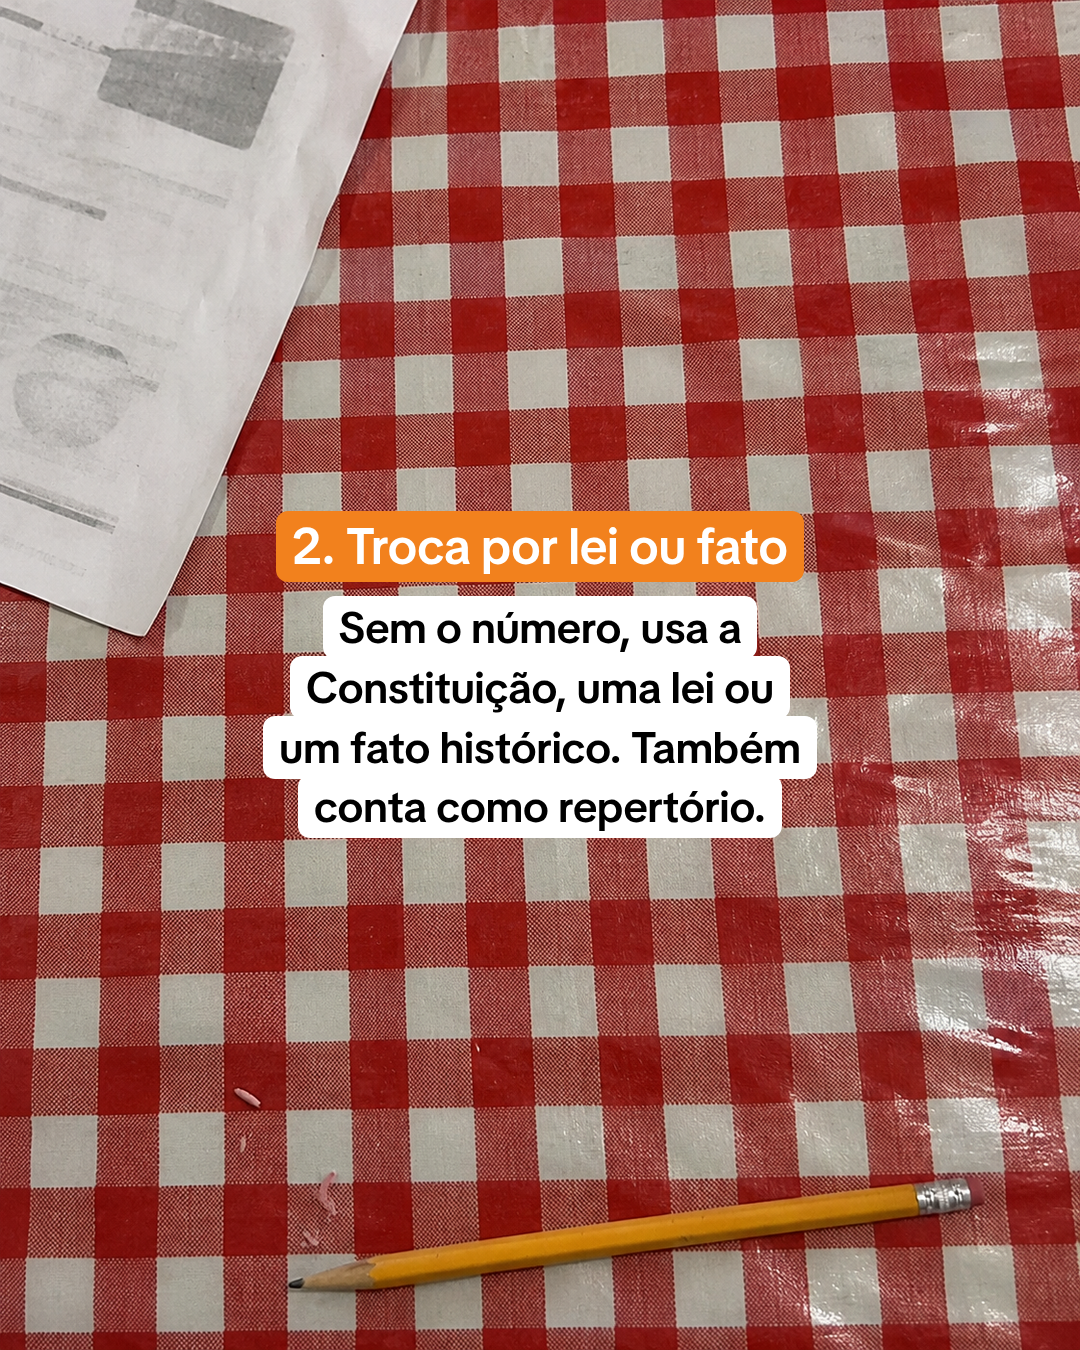 2. Troca por lei ou fato
Sem o número, usa a
Constituição, uma lei ou
um fato histórico. Também
conta como repertório.